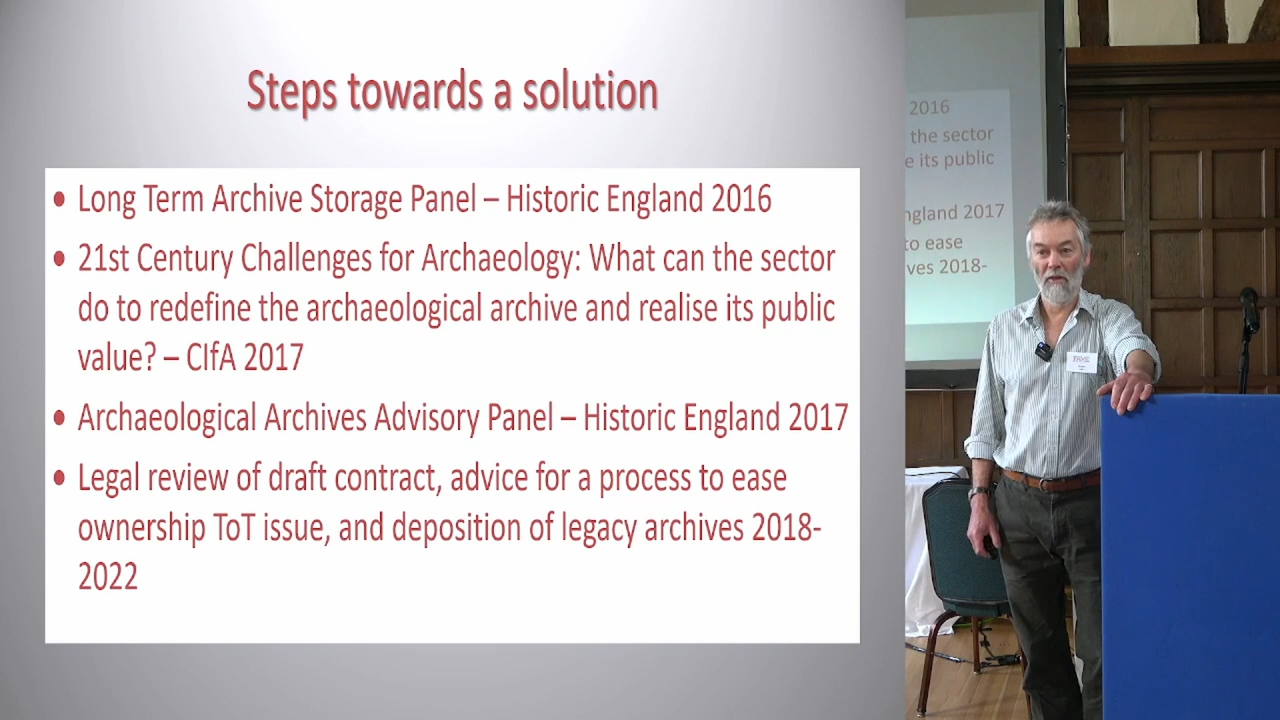 Steps towards a solution
• Long Term Archive Storage Panel – Historic England 2016
• 21st Century Challenges for Archaeology: What can the sector
do to redefine the archaeological archive and realise its public
value? – CIfA 2017
• Archaeological Archives Advisory Panel – Historic England 2017
• Legal review of draft contract, advice for a process to ease
ownership ToT issue, and deposition of legacy archives 2018-
2022
2016
the sector
e its public
ngland 2017
to ease
ves 2018-
FAME